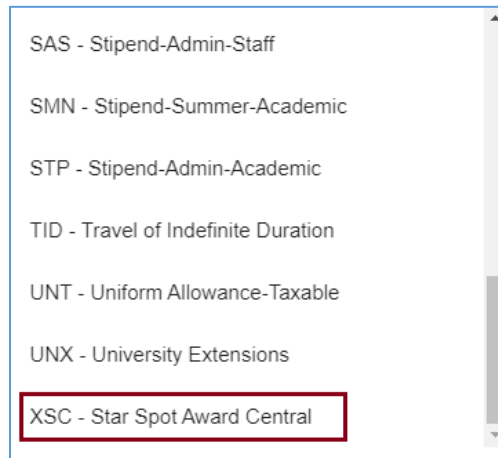 SAS - Stipend-Admin-Staff
SMN - Stipend-Summer-Academic
STP - Stipend-Admin-Academic
TID - Travel of Indefinite Duration
UNT - Uniform Allowance-Taxable
UNX - University Extensions
XSC - Star Spot Award Central